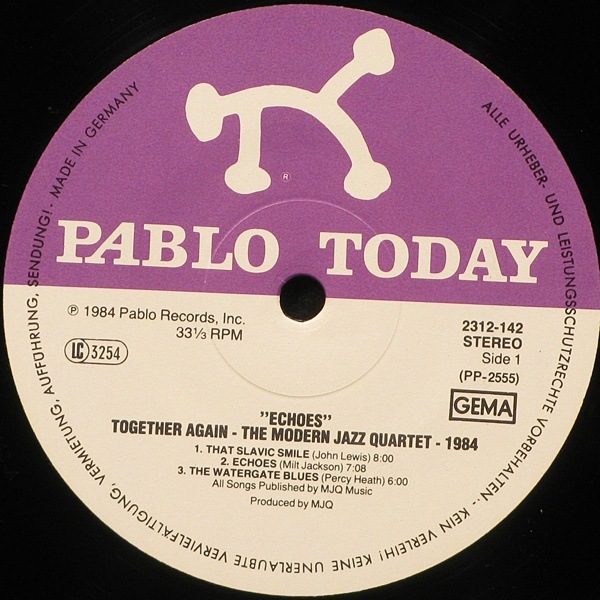 PABLO TODAY
®
℗ 1984 Pablo Records, Inc.
33⅓ RPM
LC 3254
2312-142
STEREO
Side 1
(PP-2555)
GEMA
"ECHOES"
TOGETHER AGAIN - THE MODERN JAZZ QUARTET - 1984
1. THAT SLAVIC SMILE (John Lewis) 8:00
2. ECHOES (Milt Jackson) 7:08
3. THE WATERGATE BLUES (Percy Heath) 6:00
All Songs Published by MJQ Music
Produced by MJQ
ALLE URHEBER- UND LEISTUNGSSCHUTZRECHTE VORBEHALTEN.- KEIN VERLEIH! KEINE UNERLAUBTE VERVIELFÄLTIGUNG, VERMIETUNG, AUFFÜHRUNG, SENDUNG! · MADE IN GERMANY